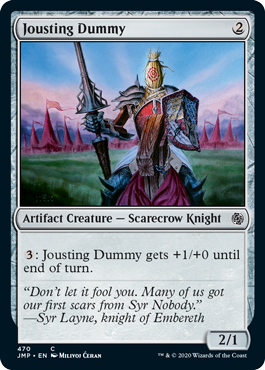 Jousting Dummy 2
Artifact Creature — Scarecrow Knight
3: Jousting Dummy gets +1/+0 until
end of turn.
“Don’t let it fool you. Many of us got
our first scars from Syr Nobody.”
—Syr Layne, knight of Embereth
2/1
470 C
JMP • EN Milivoj Ćeran
™ & © 2020 Wizards of the Coast